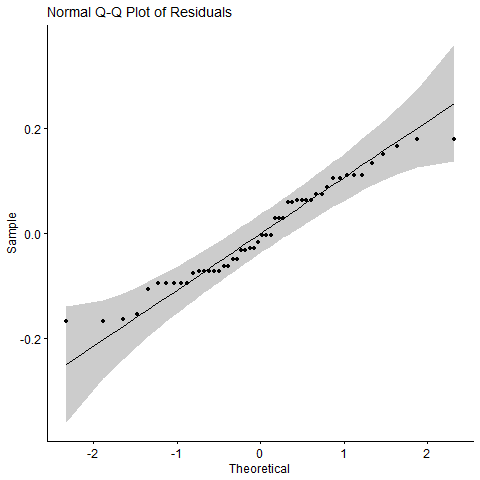 Normal Q-Q Plot of Residuals
Sample
0.2
0.0
-0.2
-2
-1
0
1
2
Theoretical